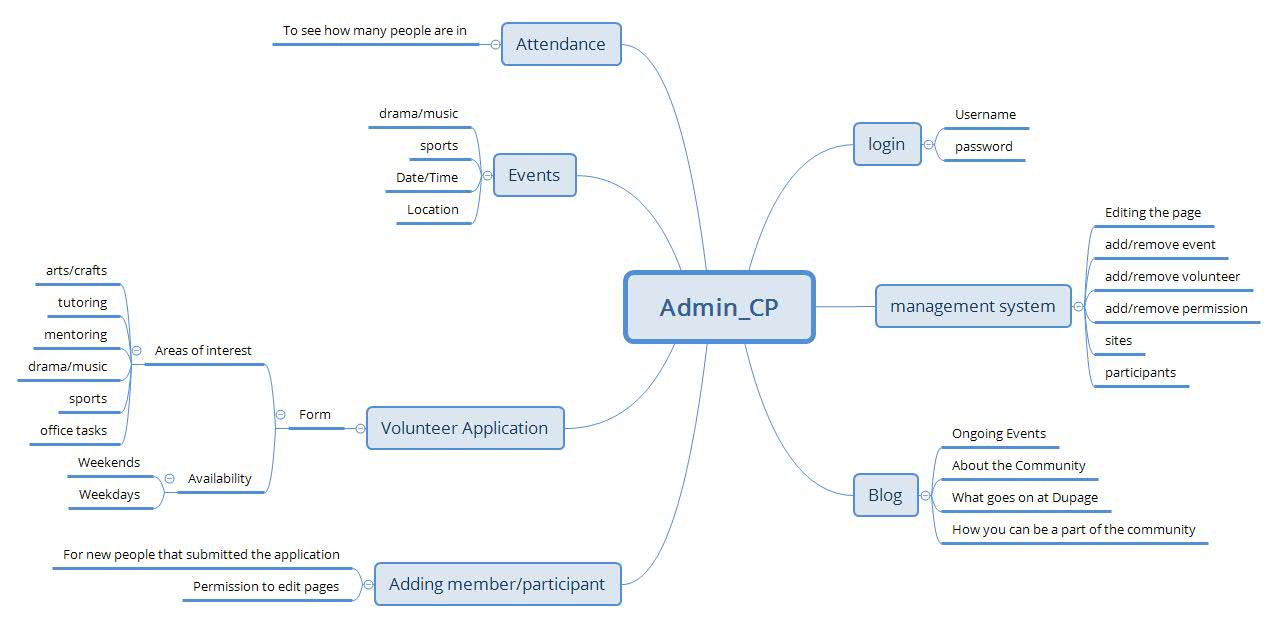 To see how many people are in
Attendance
drama/music
sports
Date/Time
Location
Events
arts/crafts
tutoring
mentoring
drama/music
sports
office tasks
Areas of interest
Weekends
Weekdays
Availability
Form
Volunteer Application
For new people that submitted the application
Permission to edit pages
Adding member/participant
Admin_CP
login
Username
password
management system
Editing the page
add/remove event
add/remove volunteer
add/remove permission
sites
participants
Blog
Ongoing Events
About the Community
What goes on at Dupage
How you can be a part of the community